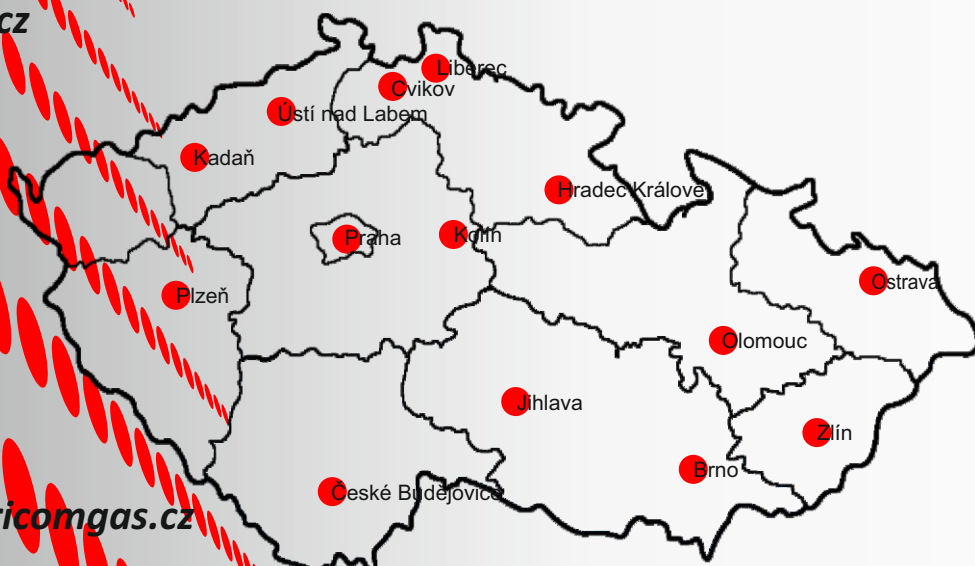 cz
Liberec
Cvikov
Ústí nad Labem
Kadaň
Hradec Králové
Praha
Kolín
Plzeň
Ostrava
Olomouc
Jihlava
Zlín
Brno
České Budějovice
ricomgas.cz